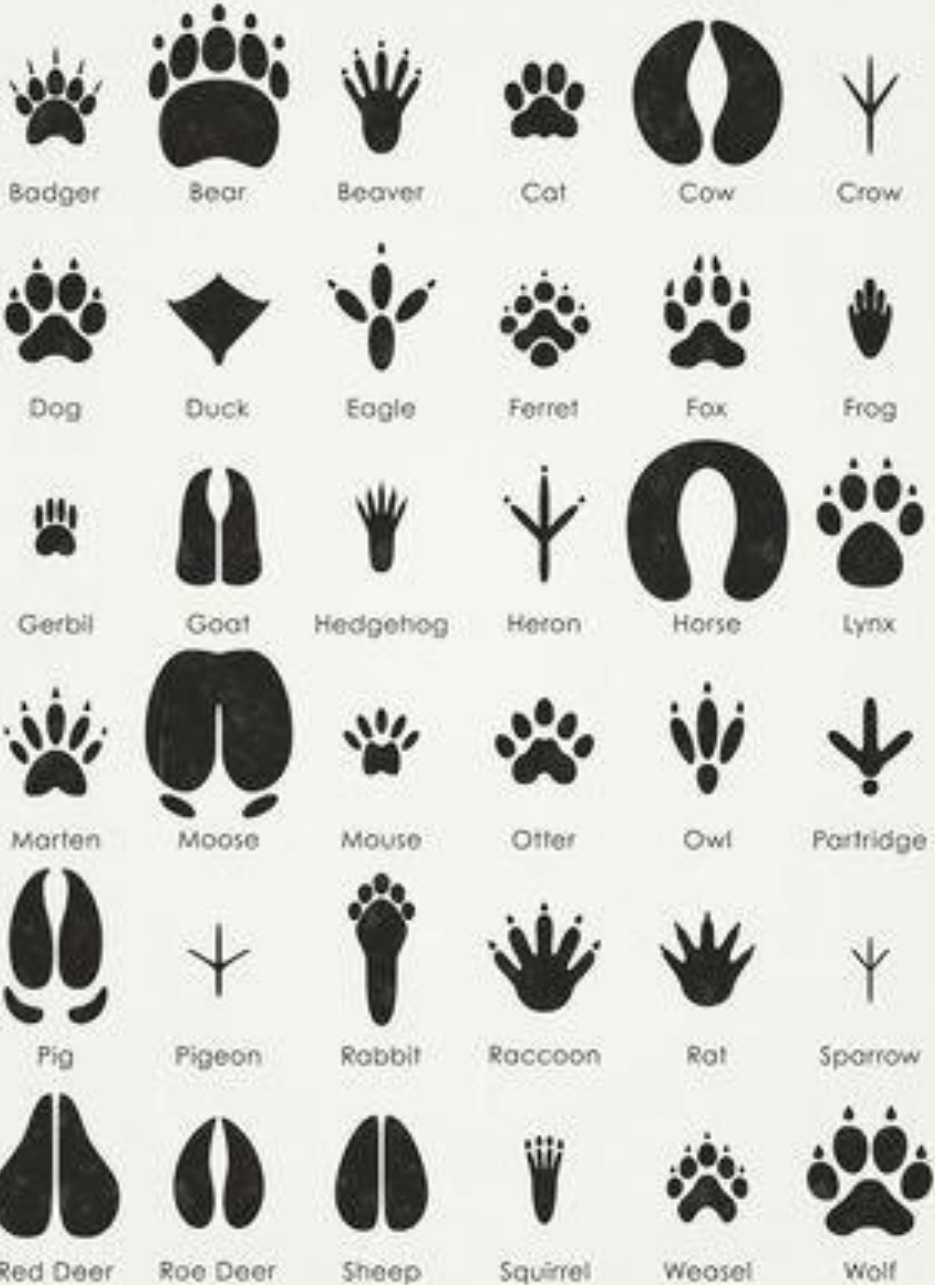 Badger Bear Beaver Cat Cow Crow
Dog Duck Eagle Ferret Fox Frog
Gerbil Goat Hedgehog Heron Horse Lynx
Marten Moose Mouse Otter Owl Partridge
Pig Pigeon Rabbit Raccoon Rat Sparrow
Red Deer Roe Deer Sheep Squirrel Weasel Wolf